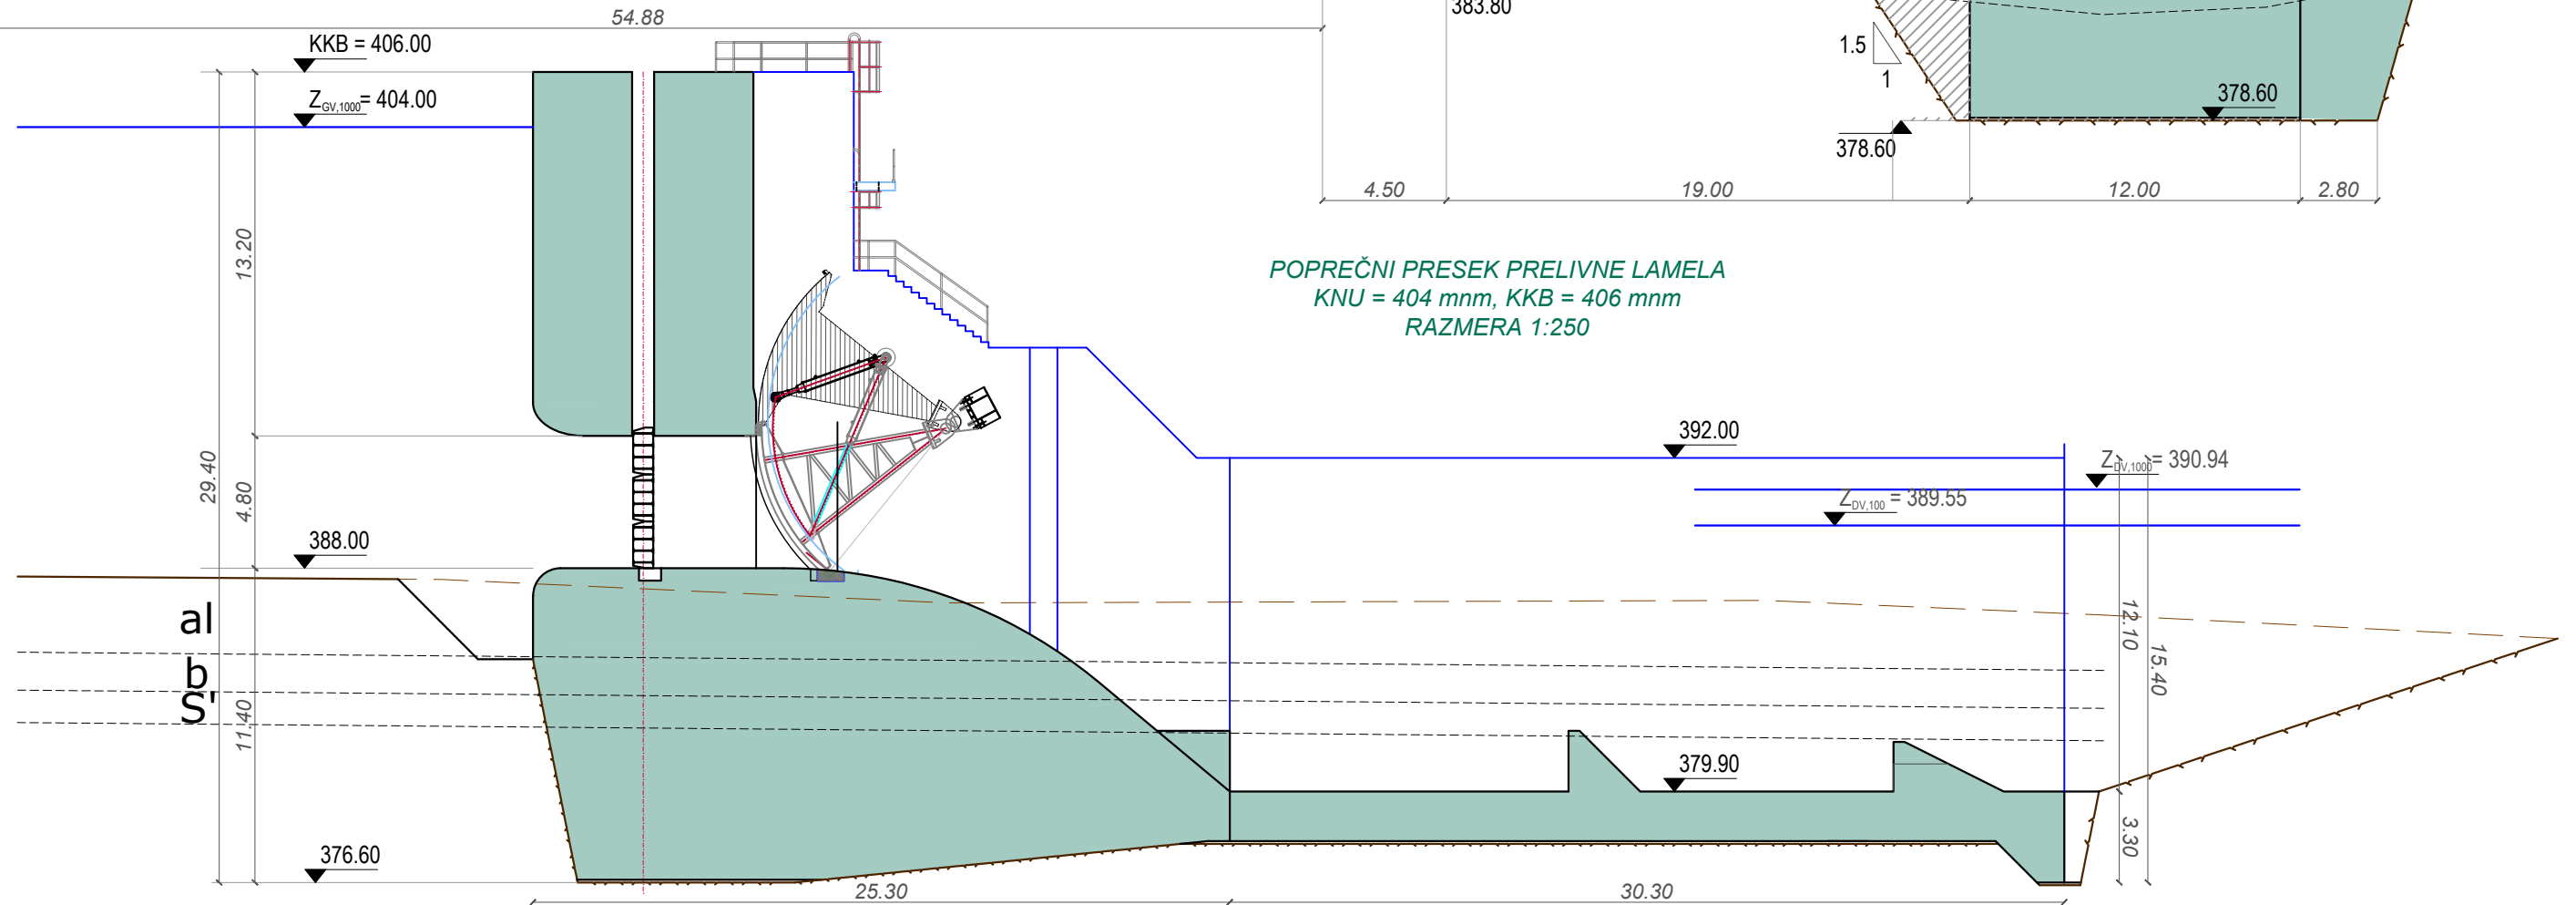 54.88
383.80
KKB = 406.00
Z GV,1000 = 404.00
1.5
1
378.60
378.60
4.50
19.00
12.00
2.80
13.20
POPREČNI PRESEK PRELIVNE LAMELA
KNU = 404 mnm, KKB = 406 mnm
RAZMERA 1:250
392.00
Z DV,1000 = 390.94
Z DV,100 = 389.55
29.40
4.80
388.00
al
b
S'
11.40
12.10
15.40
379.90
3.30
376.60
25.30
30.30